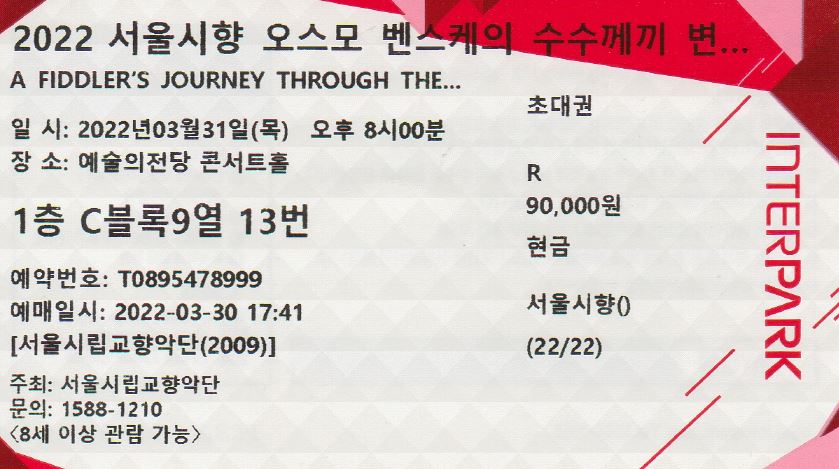 2022 서울시향 오스모 벤스케의 수수께끼 변...
A FIDDLER'S JOURNEY THROUGH THE...
초대권
일 시: 2022년03월31일(목) 오후 8시00분
장 소: 예술의전당 콘서트홀
R
90,000원
1층 C블록9열 13번
현금
예약번호: T0895478999
예매일시: 2022-03-30 17:41
서울시향()
[서울시립교향악단(2009)]
(22/22)
주최: 서울시립교향악단
문의: 1588-1210
<8세 이상 관람 가능>
INTERPARK